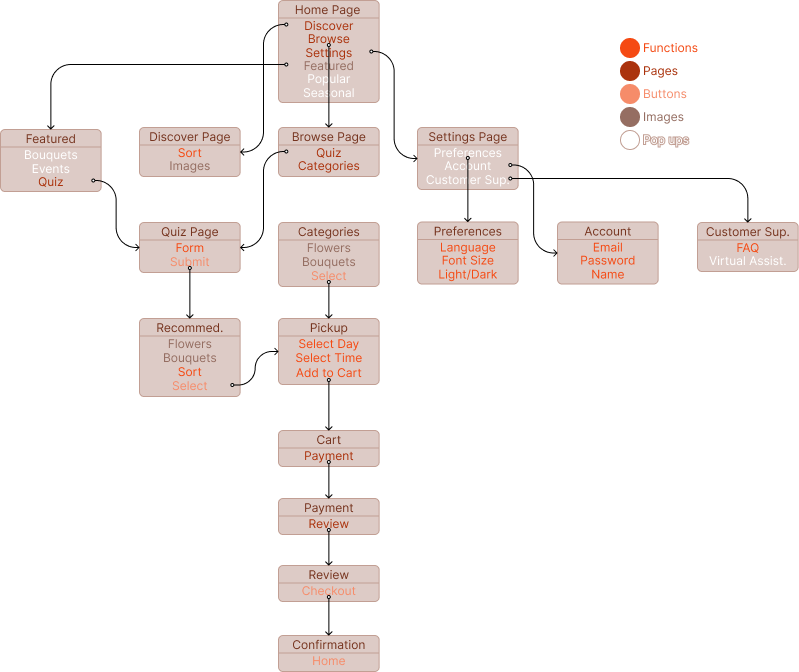 Home Page
Discover
Browse
Settings
Featured
Popular
Seasonal
Functions
Pages
Buttons
Images
Pop ups
Featured
Bouquets
Events
Quiz
Discover Page
Sort
Images
Browse Page
Quiz
Categories
Settings Page
Preferences
Account
Customer Sup.
Quiz Page
Form
Submit
Categories
Flowers
Bouquets
Select
Preferences
Language
Font Size
Light/Dark
Account
Email
Password
Name
Customer Sup.
FAQ
Virtual Assist.
Recommed.
Flowers
Bouquets
Sort
Select
Pickup
Select Day
Select Time
Add to Cart
Cart
Payment
Payment
Review
Review
Checkout
Confirmation
Home